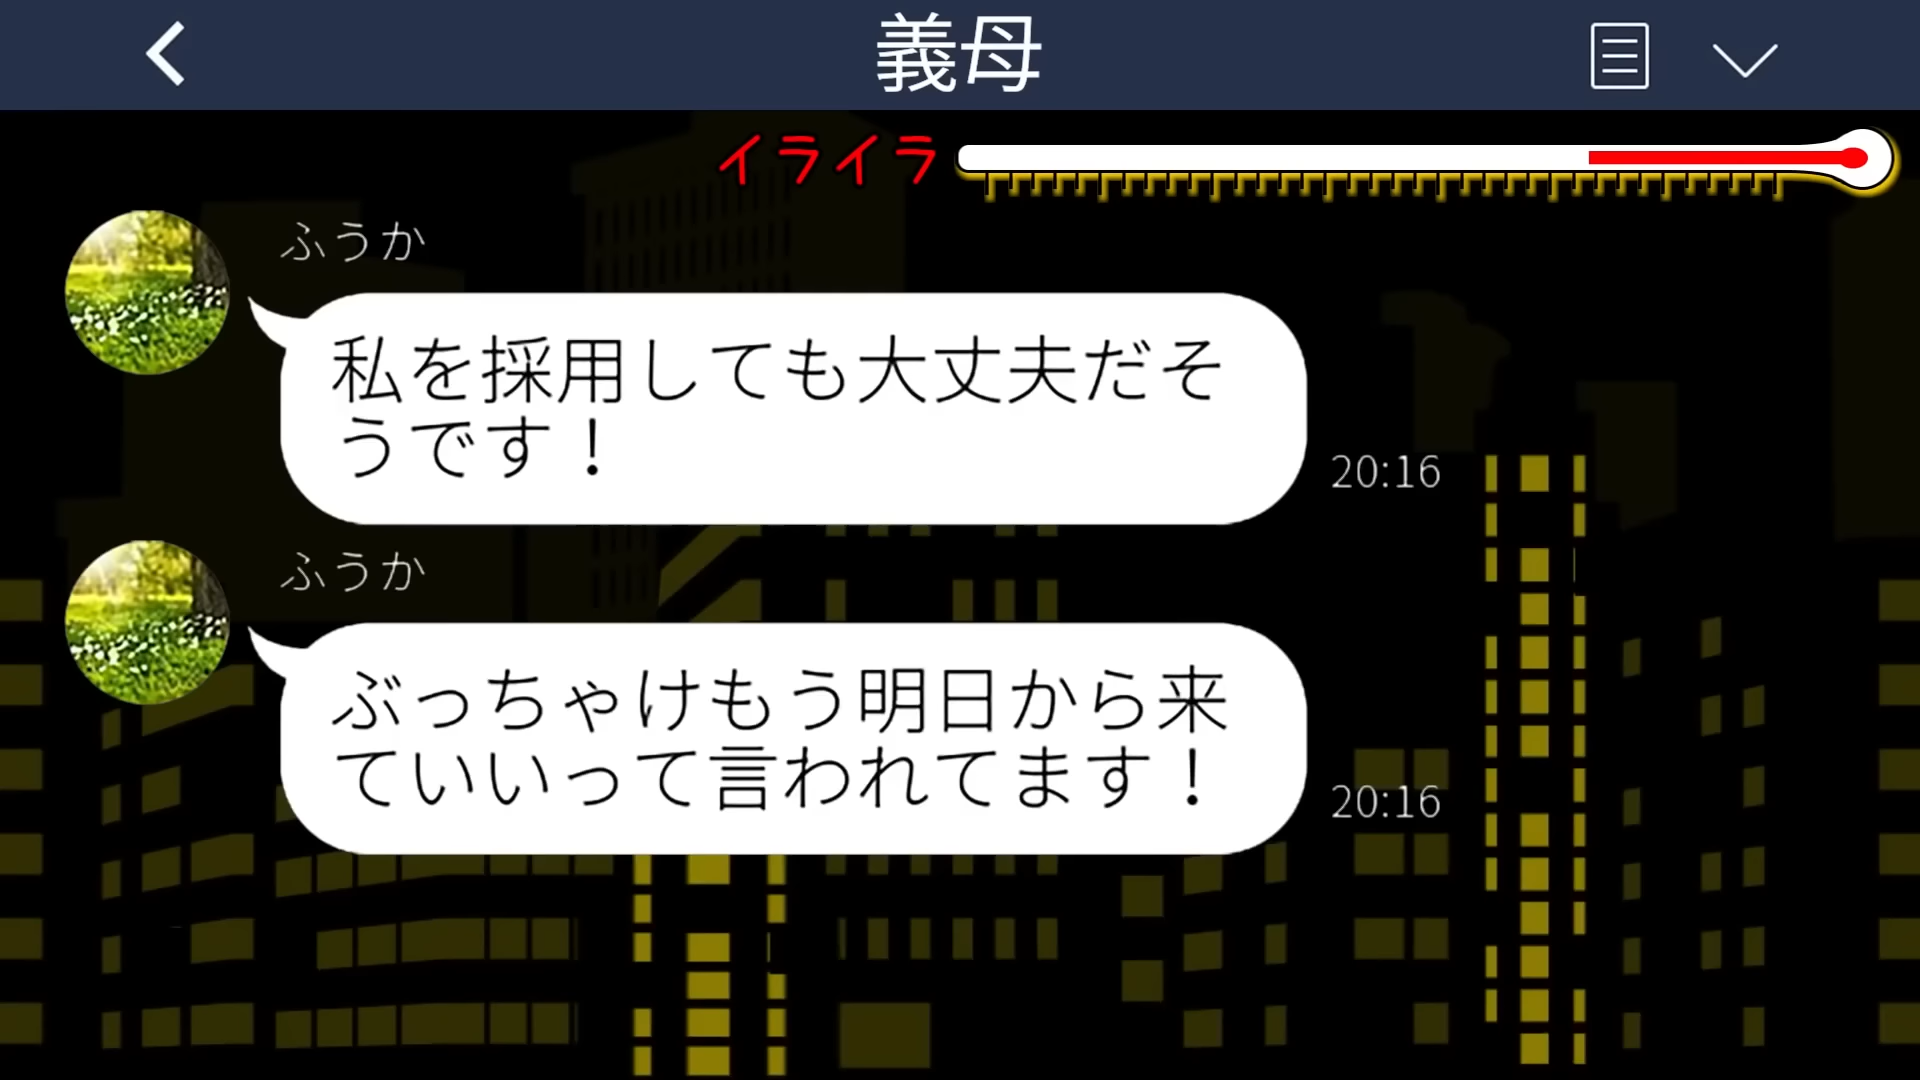 義母
イライラ
ふうか
私を採用しても大丈夫だそ
うです！
20:16
ふうか
ぶっちゃけもう明日から来
ていいって言われてます！
20:16